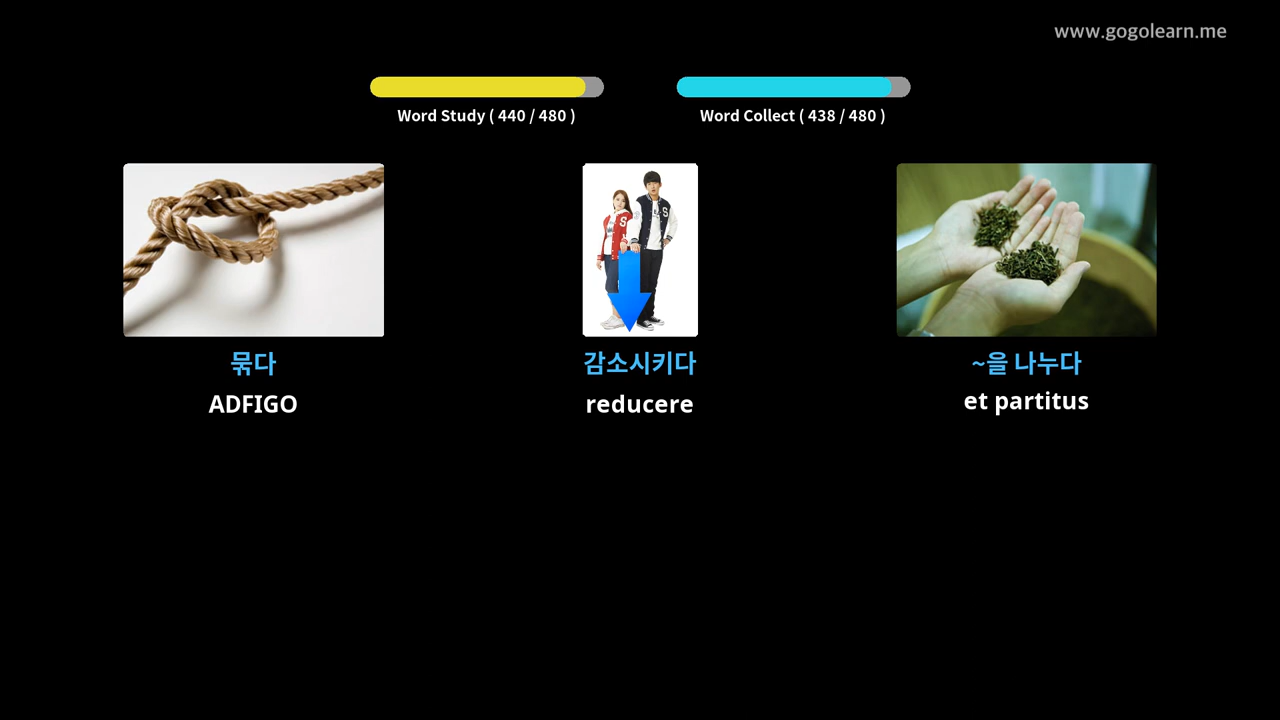 www.gogolearn.me
Word Study ( 440 / 480 )
Word Collect ( 438 / 480 )
묶다
ADFIGO
감소시키다
reducere
~을 나누다
et partitus